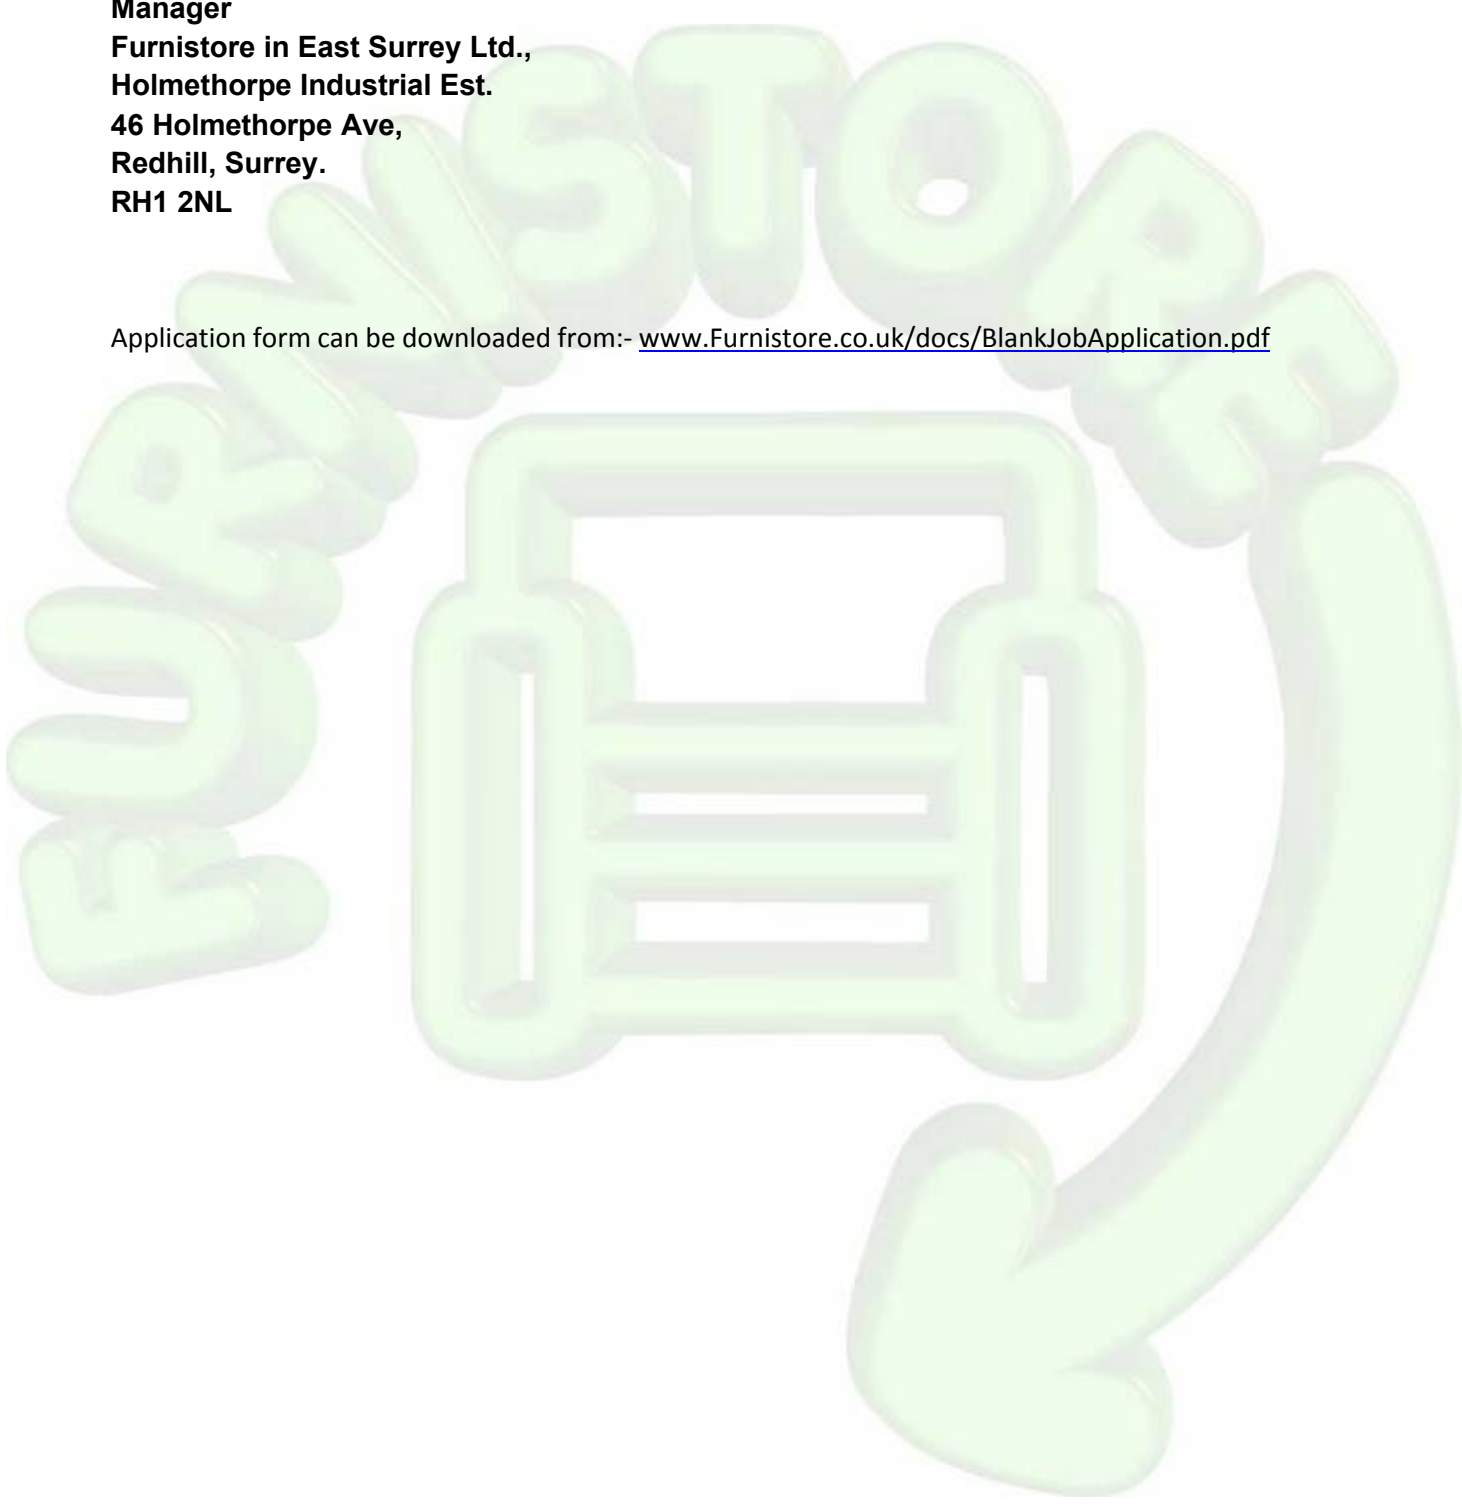 Manager
Furnistore in East Surrey Ltd.,
Holmethorpe Industrial Est.
46 Holmethorpe Ave,
Redhill, Surrey.
RH1 2NL
Application form can be downloaded from:- www.Furnistore.co.uk/docs/BlankJobApplication.pdf
FURNISTORE